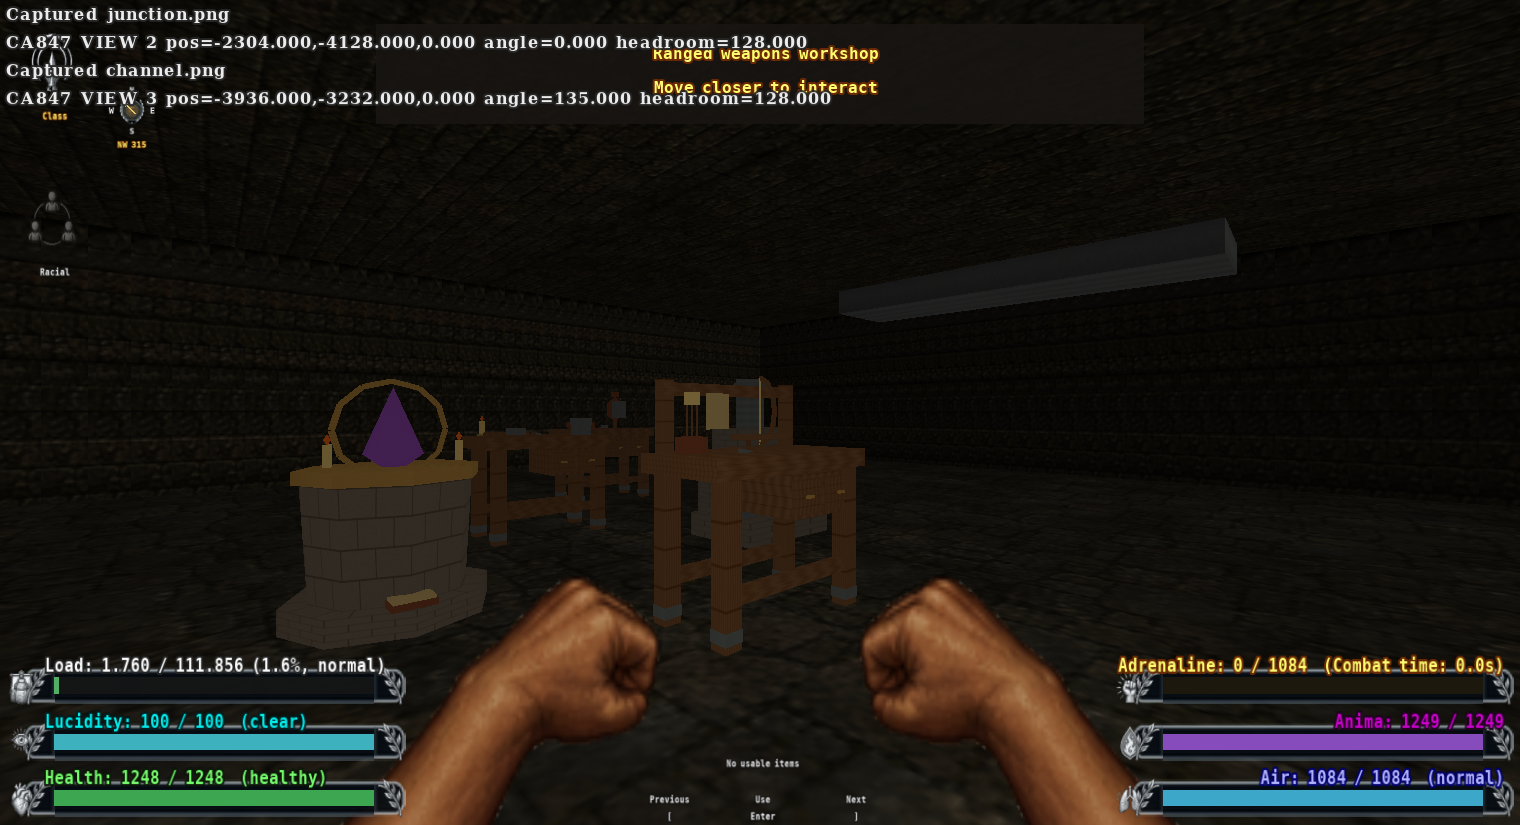 Captured junction.png
CA847 VIEW 2 pos=-2304.000,-4128.000,0.000 angle=0.000 headroom=128.000
Ranged weapons workshop
Captured channel.png
Move closer to interact
CA847 VIEW 3 pos=-3936.000,-3232.000,0.000 angle=135.000 headroom=128.000
W E
Class
S
NW 315
Racial
Load: 1.760 / 111.856 (1.6%, normal)
Adrenaline: 0 / 1084 (Combat time: 0.0s)
Lucidity: 100 / 100 (clear)
Anima: 1249 / 1249
No usable items
Health: 1248 / 1248 (healthy)
Air: 1084 / 1084 (normal)
Previous Use Next
[ Enter ]